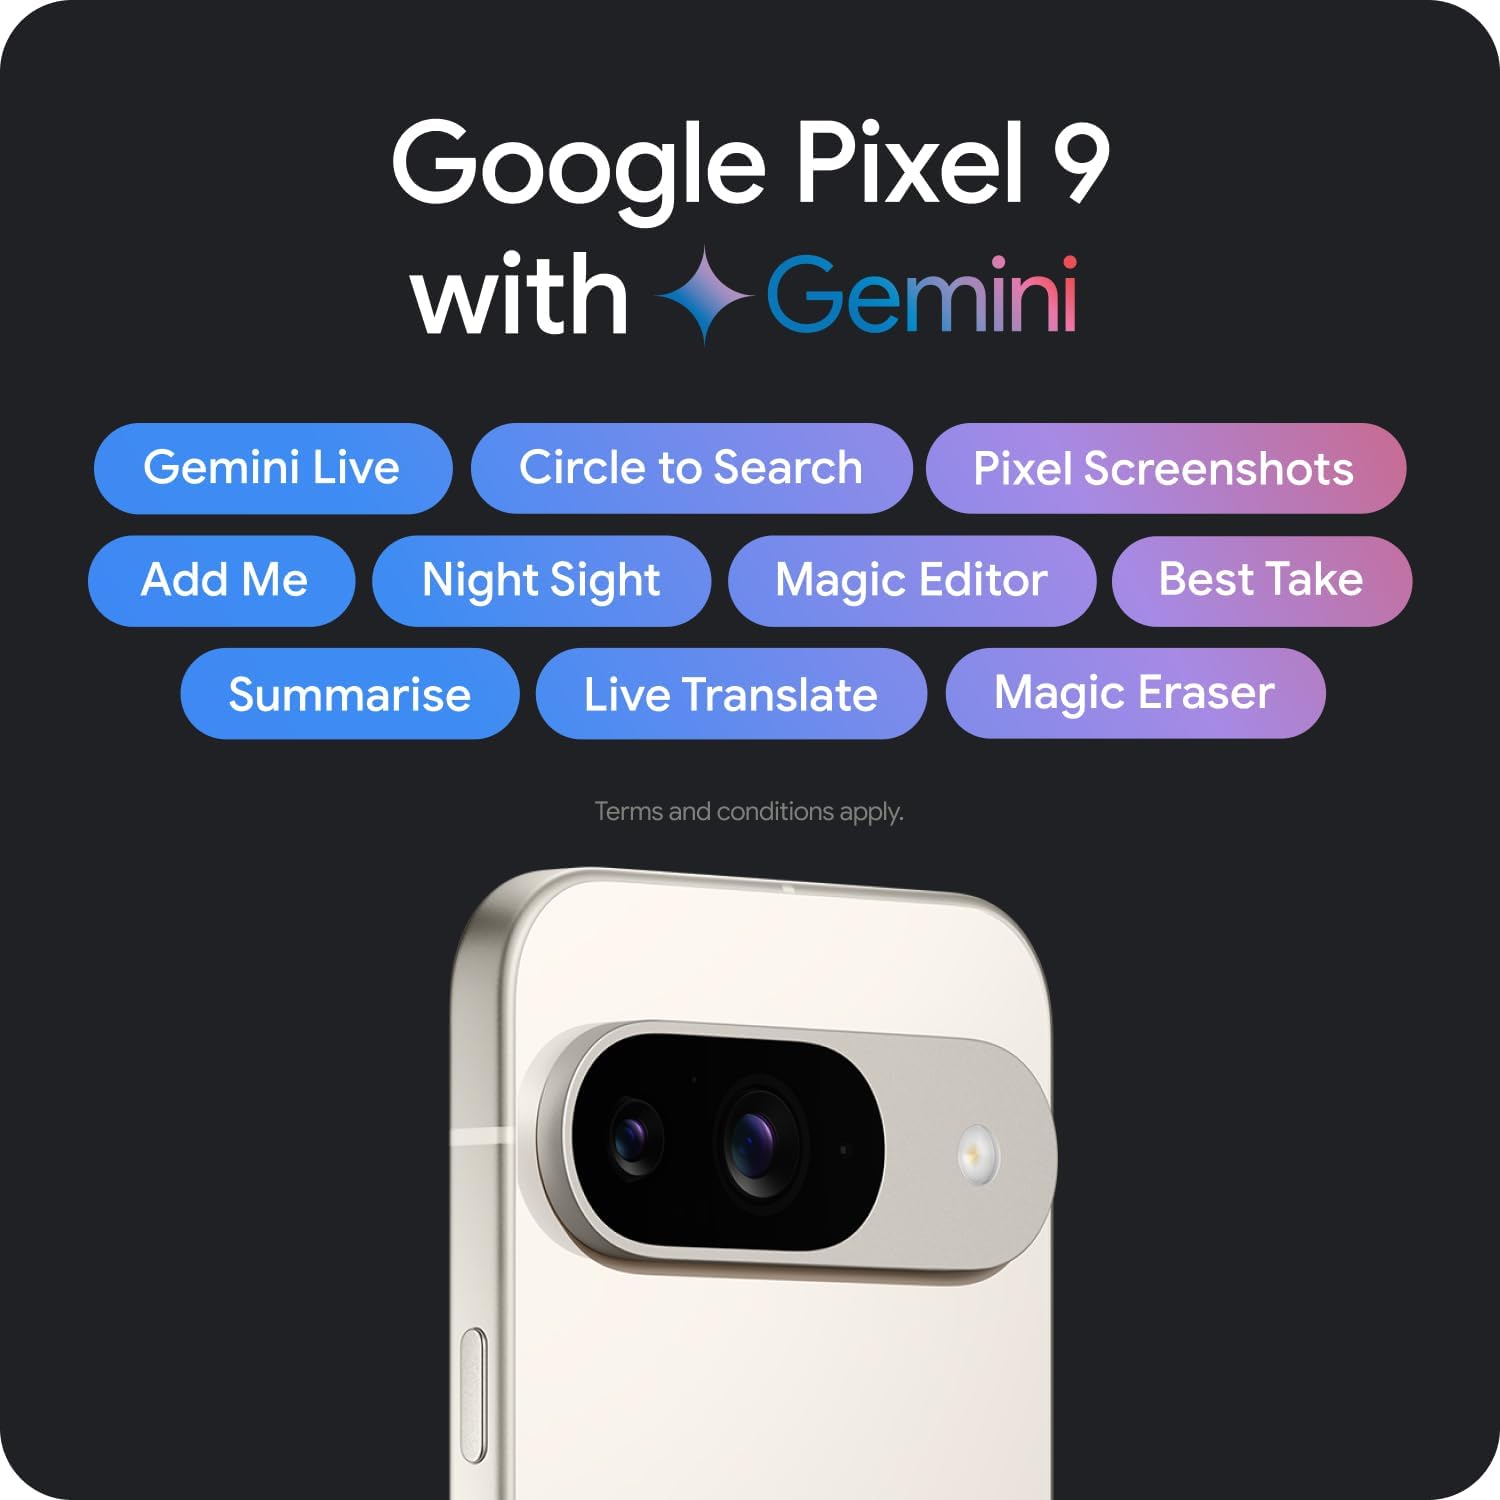 Google Pixel 9
with Gemini
Gemini Live Circle to Search Pixel Screenshots
Add Me Night Sight Magic Editor Best Take
Summarise Live Translate Magic Eraser
Terms and conditions apply.